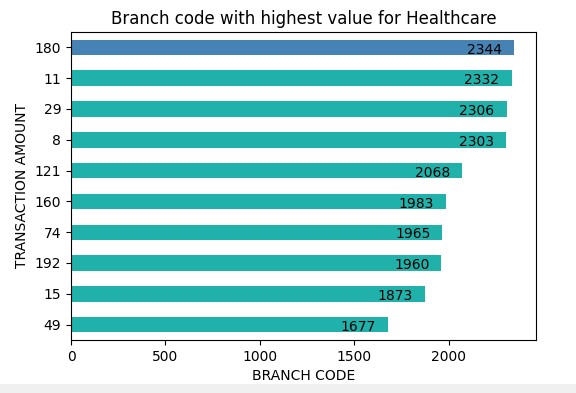 Branch code with highest value for Healthcare
TRANSACTION AMOUNT
180 2344
11 2332
29 2306
8 2303
121 2068
160 1983
74 1965
192 1960
15 1873
49 1677
0 500 1000 1500 2000
BRANCH CODE